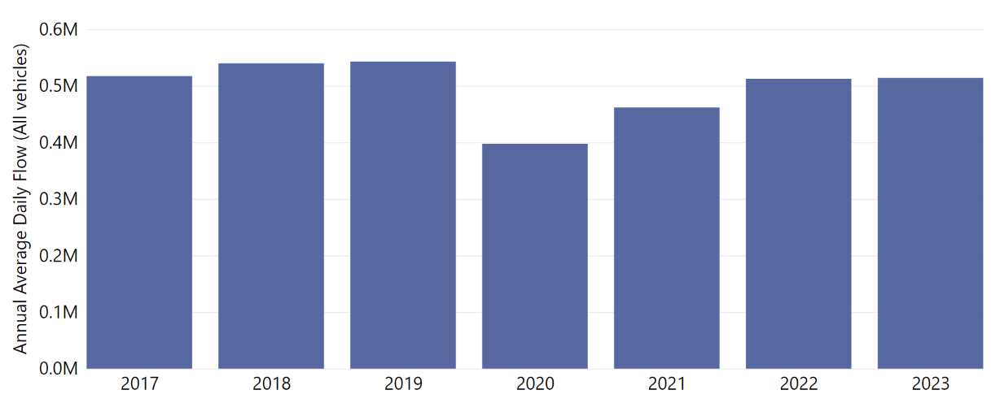 Annual Average Daily Flow (All vehicles)
0.6M
0.5M
0.4M
0.3M
0.2M
0.1M
0.0M
2017 2018 2019 2020 2021 2022 2023